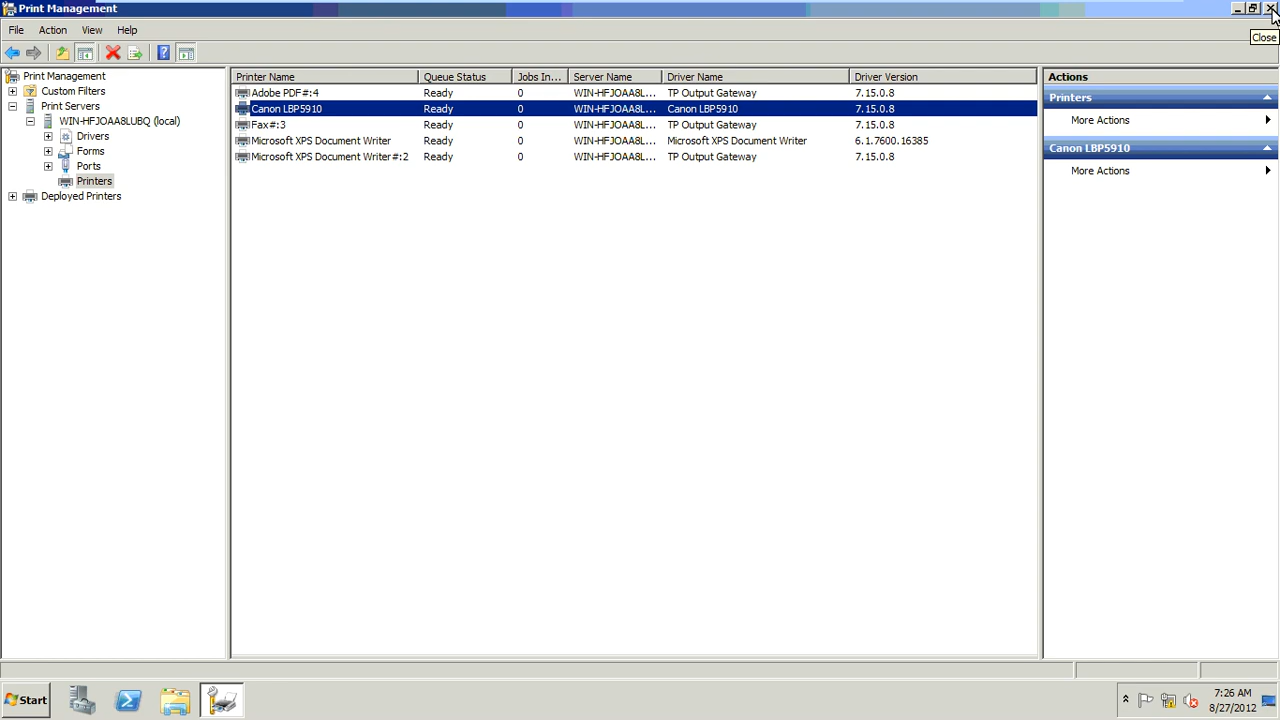 Print Management
File Action View Help
Close
Print Management
Custom Filters
Print Servers
WIN-HFJOAA8LUBQ (local)
Drivers
Forms
Ports
Printers
Deployed Printers
Printer Name Queue Status Jobs In... Server Name Driver Name Driver Version
Adobe PDF#:4 Ready 0 WIN-HFJOAA8L... TP Output Gateway 7.15.0.8
Canon LBP5910 Ready 0 WIN-HFJOAA8L... Canon LBP5910 7.15.0.8
Fax#:3 Ready 0 WIN-HFJOAA8L... TP Output Gateway 7.15.0.8
Microsoft XPS Document Writer Ready 0 WIN-HFJOAA8L... Microsoft XPS Document Writer 6.1.7600.16385
Microsoft XPS Document Writer#:2 Ready 0 WIN-HFJOAA8L... TP Output Gateway 7.15.0.8
Actions
Printers
More Actions
Canon LBP5910
More Actions
Start
7:26 AM
8/27/2012